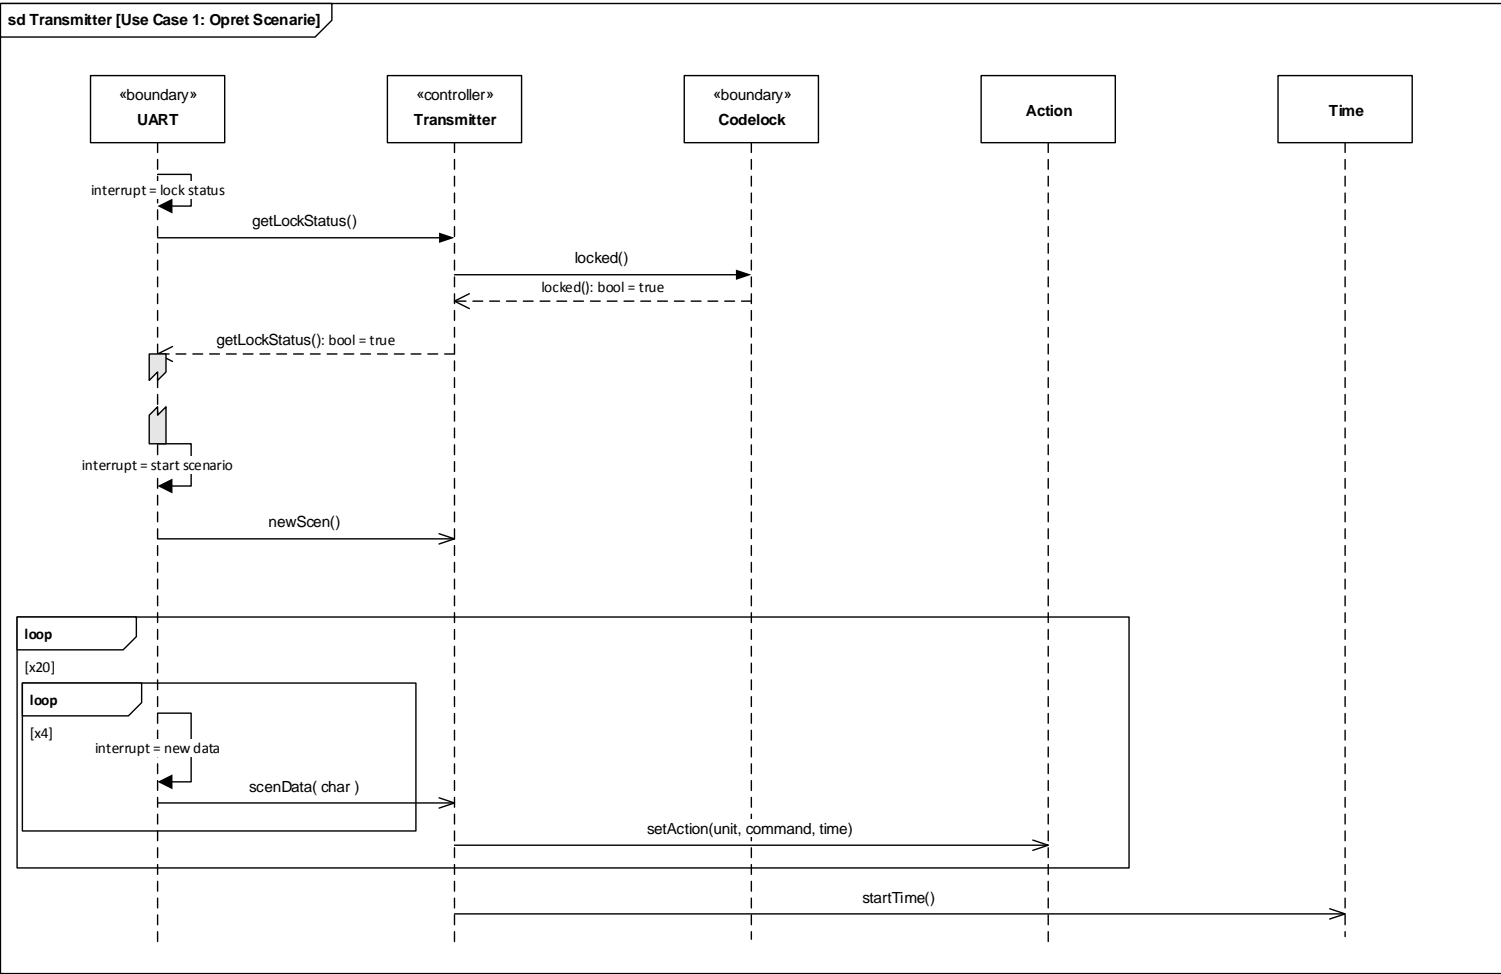 sd Transmitter [Use Case 1: Opret Scenarie]
«boundary»
UART
«controller»
Transmitter
«boundary»
Codelock
Action
Time
interrupt = lock status
getLockStatus()
locked()
locked(): bool = true
getLockStatus(): bool = true
interrupt = start scenario
newScen()
loop
[x20]
loop
[x4]
interrupt = new data
scenData( char )
setAction(unit, command, time)
startTime()